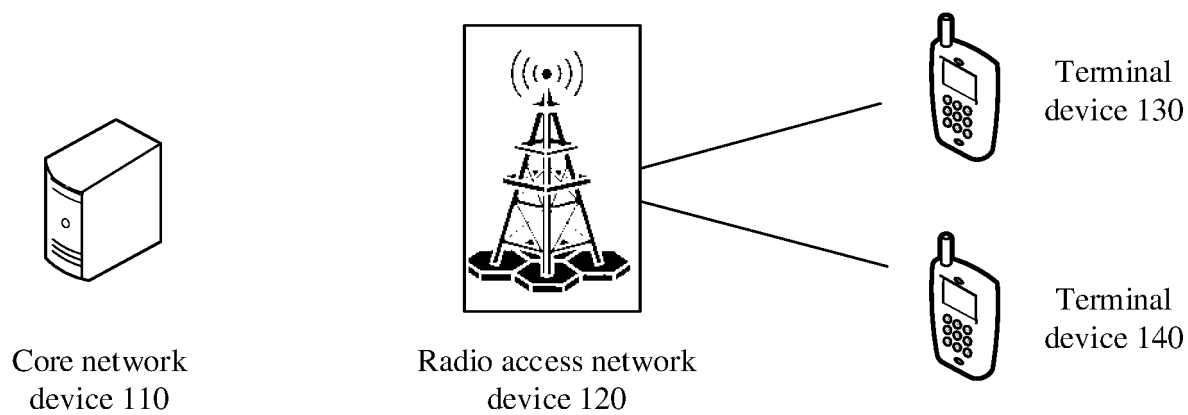 Terminal
device 130
Terminal
device 140
Core network
device 110
Radio access network
device 120